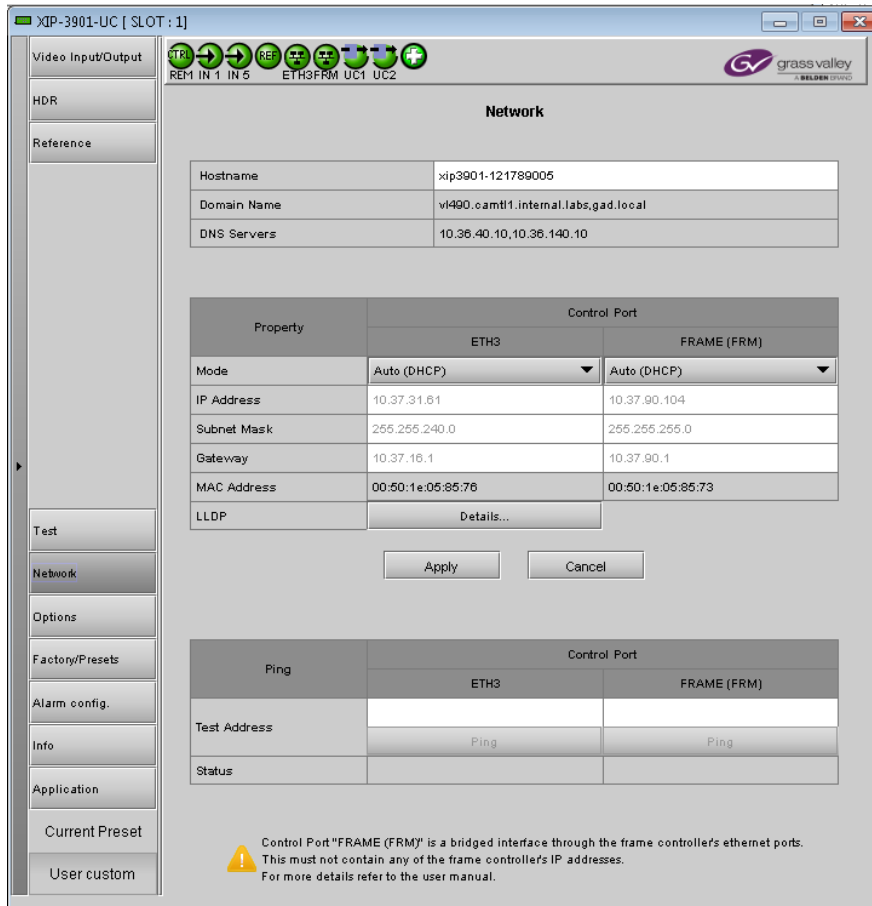 XIP-3901-UC [ SLOT : 1]
Video Input/Output
HDR
Reference
Test
Network
Options
Factory/Presets
Alarm config.
Info
Application
Current Preset
User custom
CTRL REF
REM IN 1 IN 5 ETH3 FRM UC1 UC2
GV grass valley
A BELDEN BRAND
Network
Hostname xip3901-121789005
Domain Name vl490.camtl1.internal.labs,gad.local
DNS Servers 10.36.40.10,10.36.140.10
Property Control Port
ETH3 FRAME (FRM)
Mode Auto (DHCP) Auto (DHCP)
IP Address 10.37.31.61 10.37.90.104
Subnet Mask 255.255.240.0 255.255.255.0
Gateway 10.37.16.1 10.37.90.1
MAC Address 00:50:1e:05:85:76 00:50:1e:05:85:73
LLDP Details...
Apply Cancel
Ping Control Port
ETH3 FRAME (FRM)
Test Address
Ping Ping
Status
Control Port "FRAME (FRM)" is a bridged interface through the frame controller's ethernet ports.
This must not contain any of the frame controller's IP addresses.
For more details refer to the user manual.